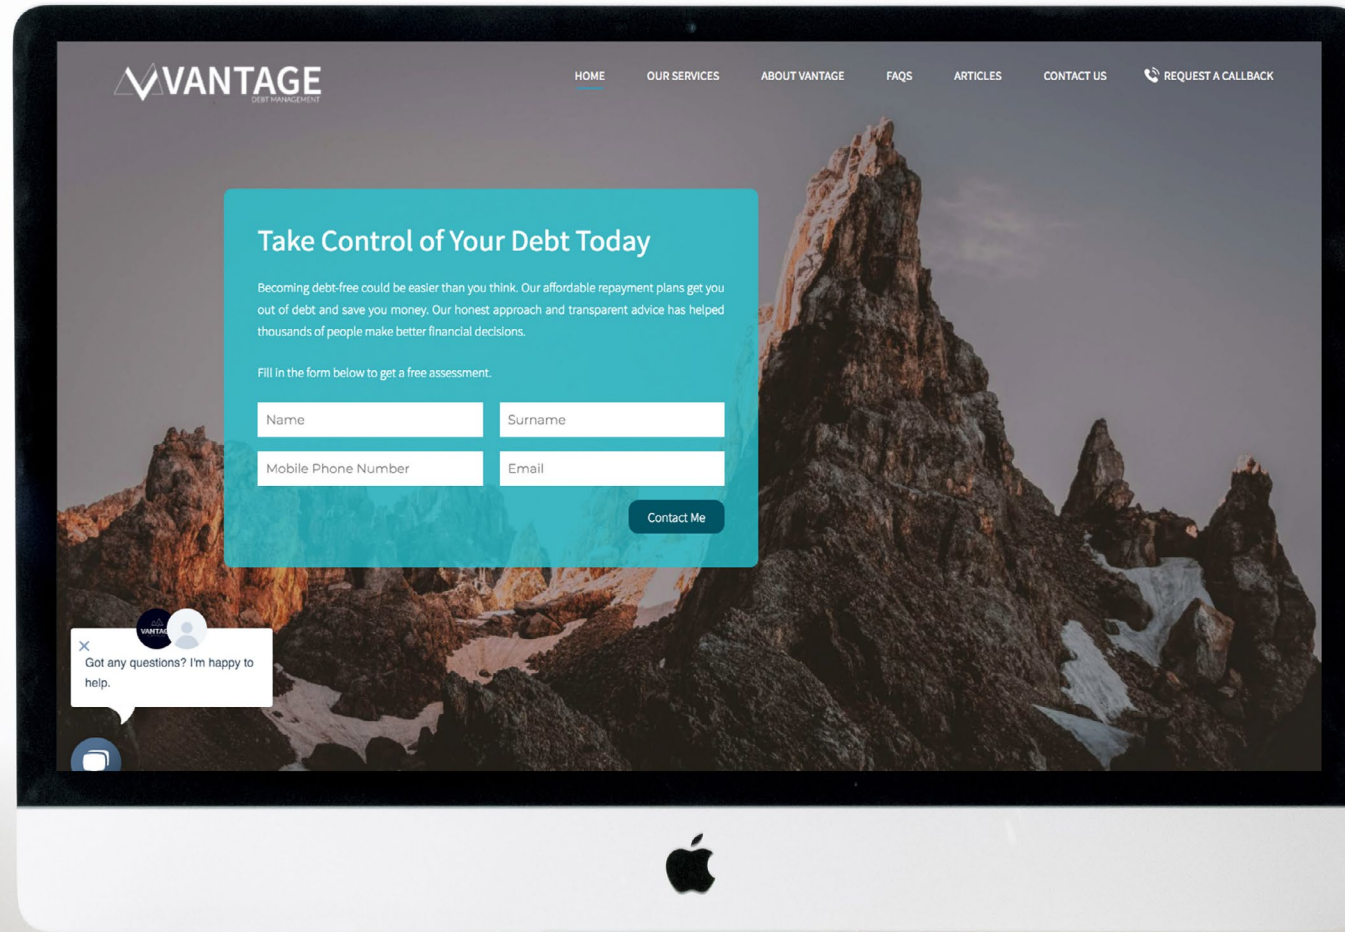 VANTAGE
DEBT MANAGEMENT
HOME OUR SERVICES ABOUT VANTAGE FAQS ARTICLES CONTACT US REQUEST A CALLBACK
Take Control of Your Debt Today
Becoming debt-free could be easier than you think. Our affordable repayment plans get you
out of debt and save you money. Our honest approach and transparent advice has helped
thousands of people make better financial decisions.
Fill in the form below to get a free assessment.
Name Surname
Mobile Phone Number Email
Contact Me
Got any questions? I'm happy to
help.